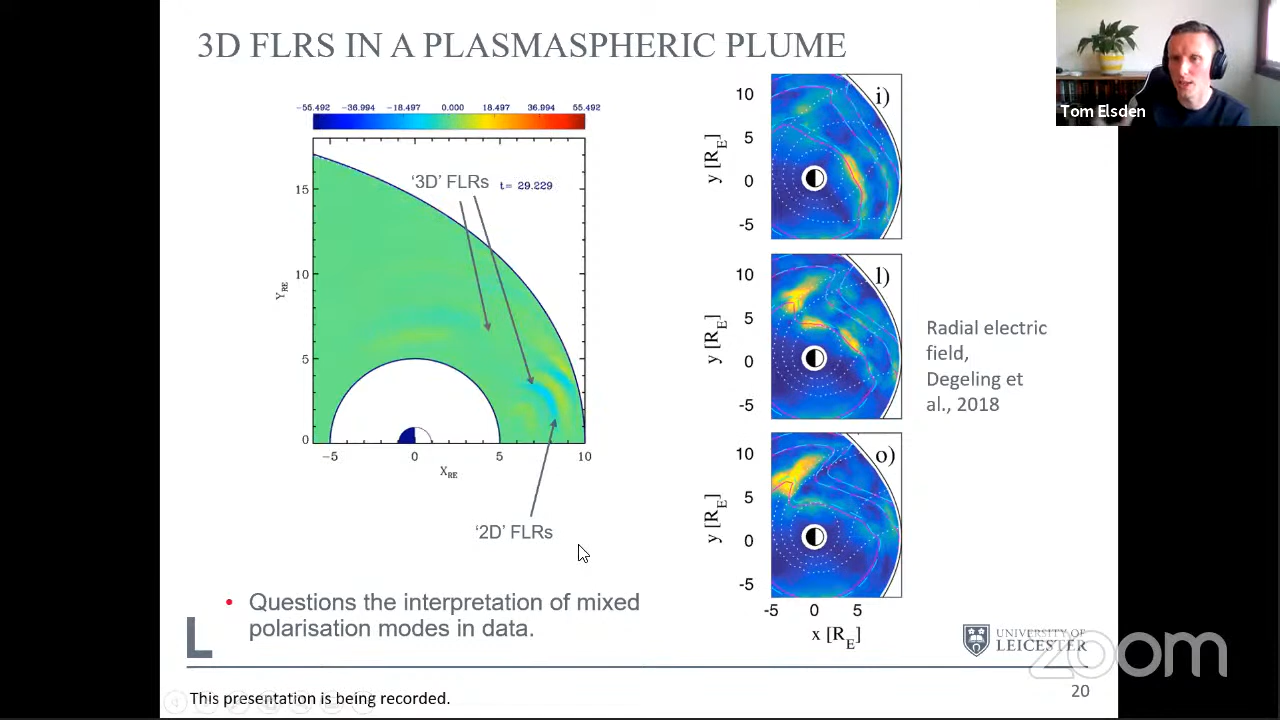 3D FLRS IN A PLASMASPHERIC PLUME
Tom Elsden
−55.492 −36.994 −18.497 0.000 18.497 36.994 55.492
'3D' FLRs
t= 29.229
15
10
5
0
Y_RE
−5 0 5 10
X_RE
'2D' FLRs
i)
10
5
0
-5
y [R_E]
l)
10
5
0
-5
y [R_E]
o)
10
5
0
-5
y [R_E]
-5 0 5
x [R_E]
Radial electric
field,
Degeling et
al., 2018
• Questions the interpretation of mixed
polarisation modes in data.
L
UNIVERSITY OF
LEICESTER
zoom
20
This presentation is being recorded.